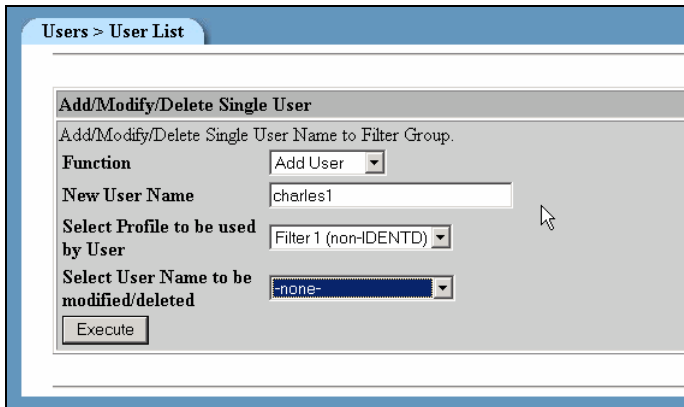 Users > User List
Add/Modify/Delete Single User
Add/Modify/Delete Single User Name to Filter Group.
Function Add User
New User Name charles1
Select Profile to be used
by User Filter 1 (non-IDENTD)
Select User Name to be
modified/deleted -none-
Execute